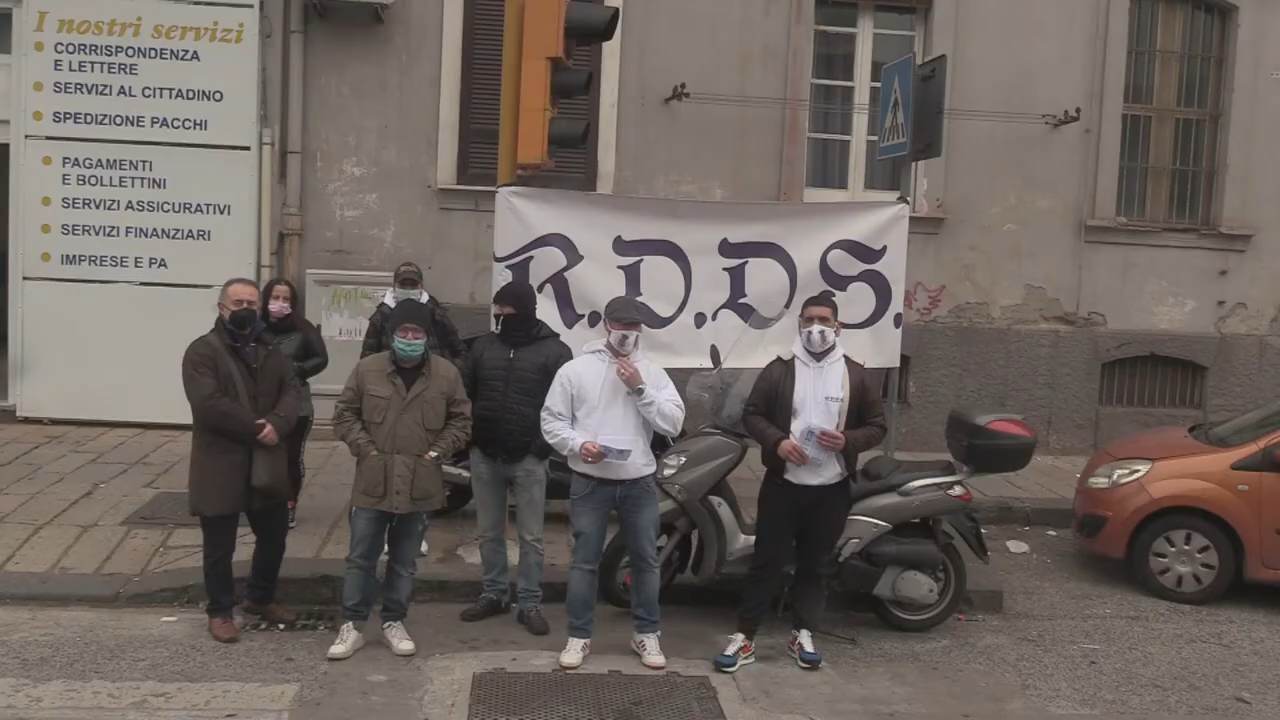 I nostri servizi
CORRISPONDENZA
E LETTERE
SERVIZI AL CITTADINO
SPEDIZIONE PACCHI
PAGAMENTI
E BOLLETTINI
SERVIZI ASSICURATIVI
SERVIZI FINANZIARI
IMPRESE E PA
R.D.D.S.